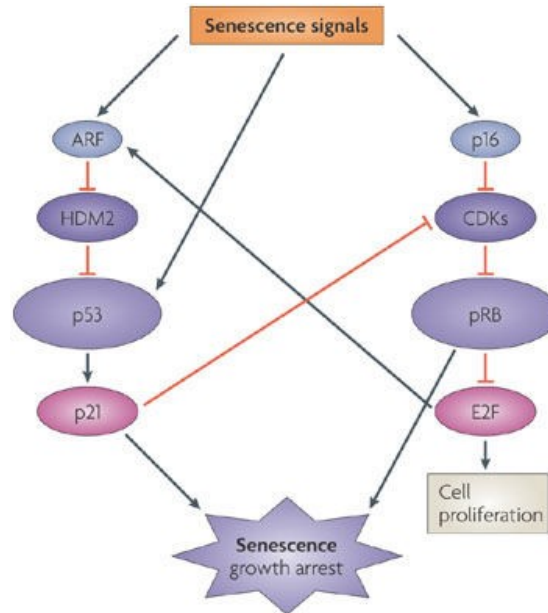 Senescence signals
ARF
p16
HDM2
CDKs
p53
pRB
p21
E2F
Cell
proliferation
Senescence
growth arrest